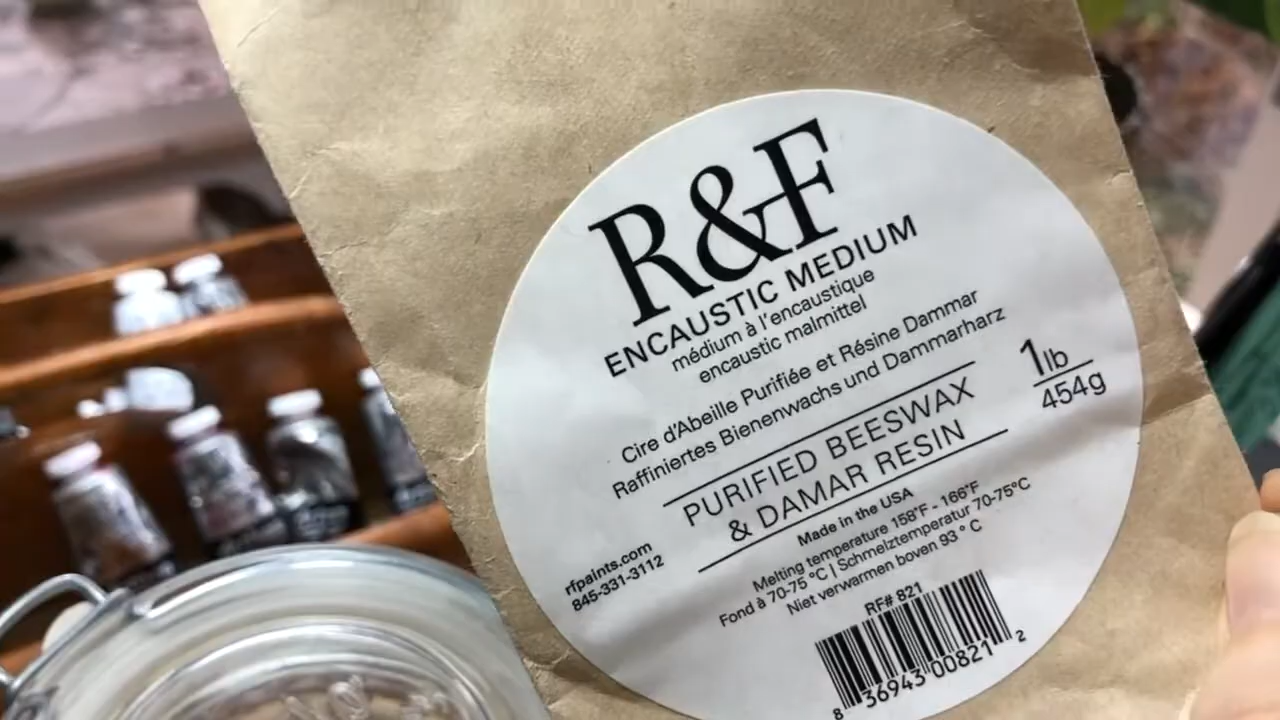 R&F
ENCAUSTIC MEDIUM
médium à l'encaustique
encaustic malmittel
Cire d'Abeille Purifiée et Résine Dammar
Raffiniertes Bienenwachs und Dammarharz
1lb
454g
PURIFIED BEESWAX
& DAMAR RESIN
rfpaints.com
845-331-3112
Made in the USA
Melting temperature 158°F - 166°F
Fond à 70-75 °C | Schmelztemperatur 70-75°C
Niet verwarmen boven 93 ° C
RF# 821
8 36943 00821 2